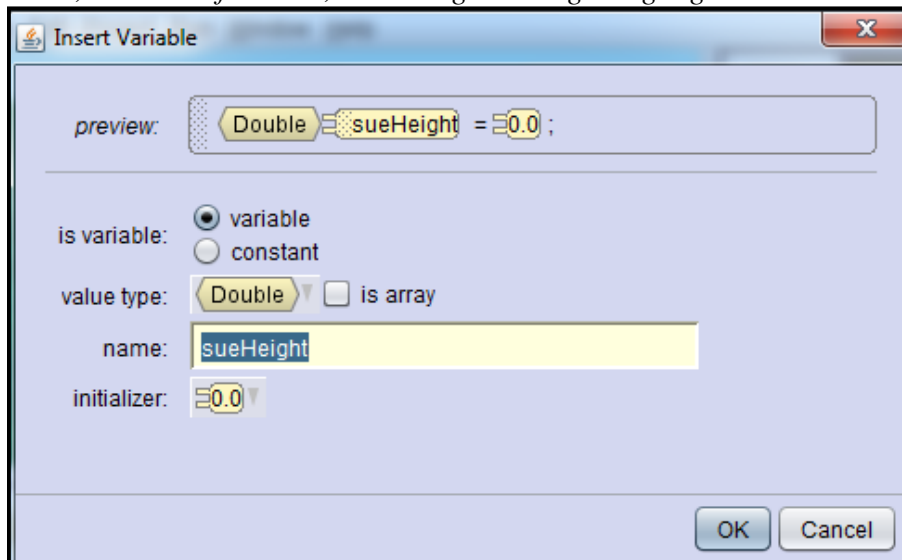 Insert Variable
preview: Double sueHeight = 0.0 ;
is variable: variable
constant
value type: Double is array
name: sueHeight
initializer: 0.0
OK Cancel